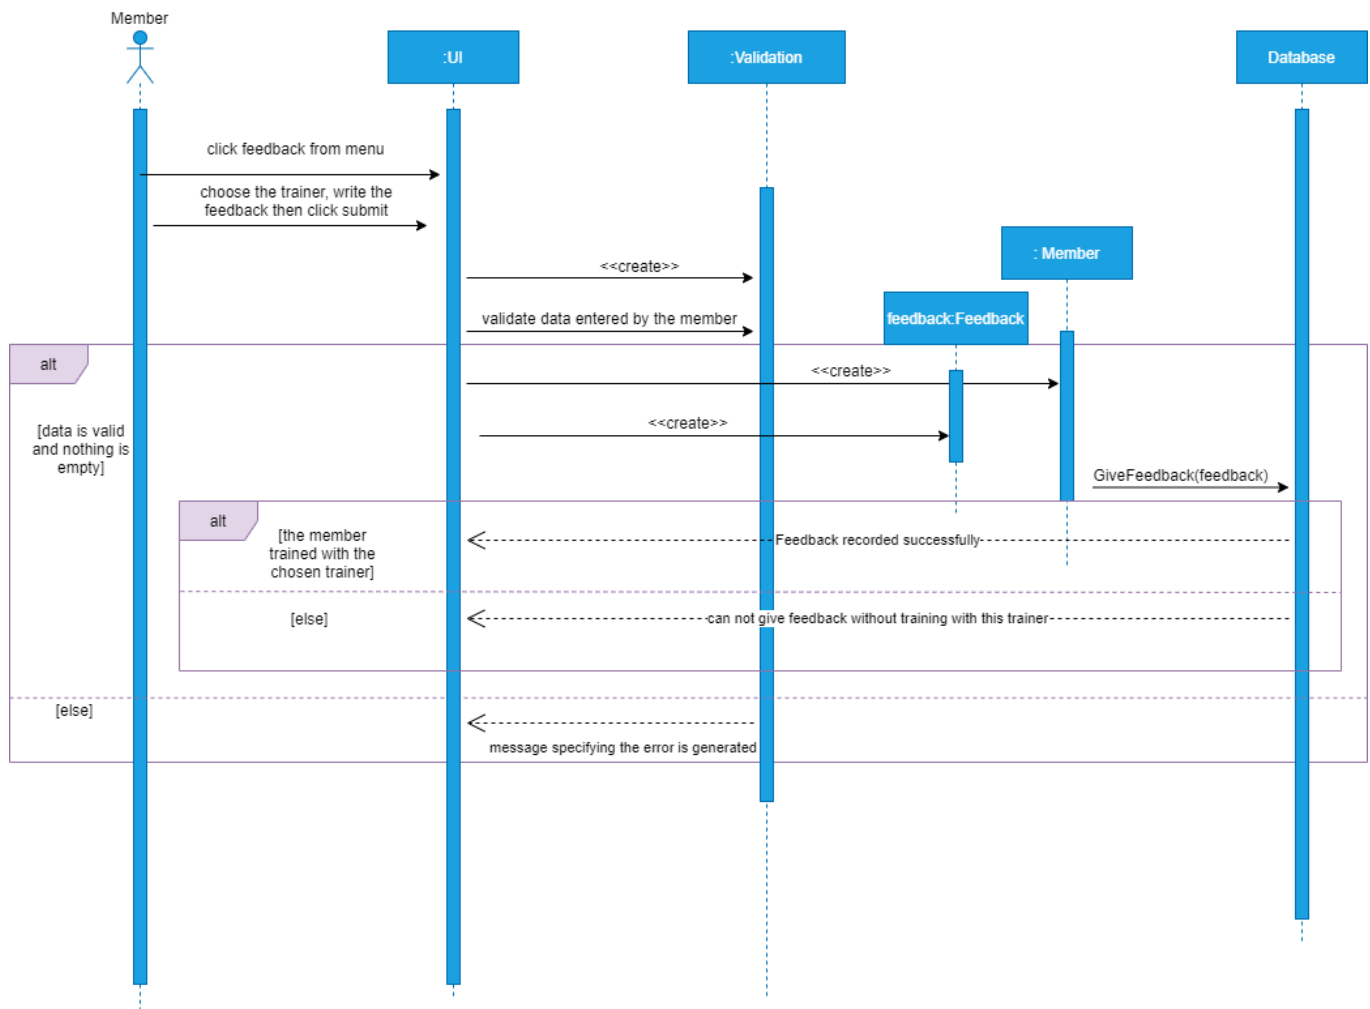 Member
:UI
:Validation
Database
click feedback from menu
choose the trainer, write the
feedback then click submit
<<create>>
: Member
validate data entered by the member
feedback:Feedback
alt
<<create>>
[data is valid
and nothing is
empty]
<<create>>
GiveFeedback(feedback)
alt
[the member
trained with the
chosen trainer]
Feedback recorded successfully
[else]
can not give feedback without training with this trainer
[else]
message specifying the error is generated